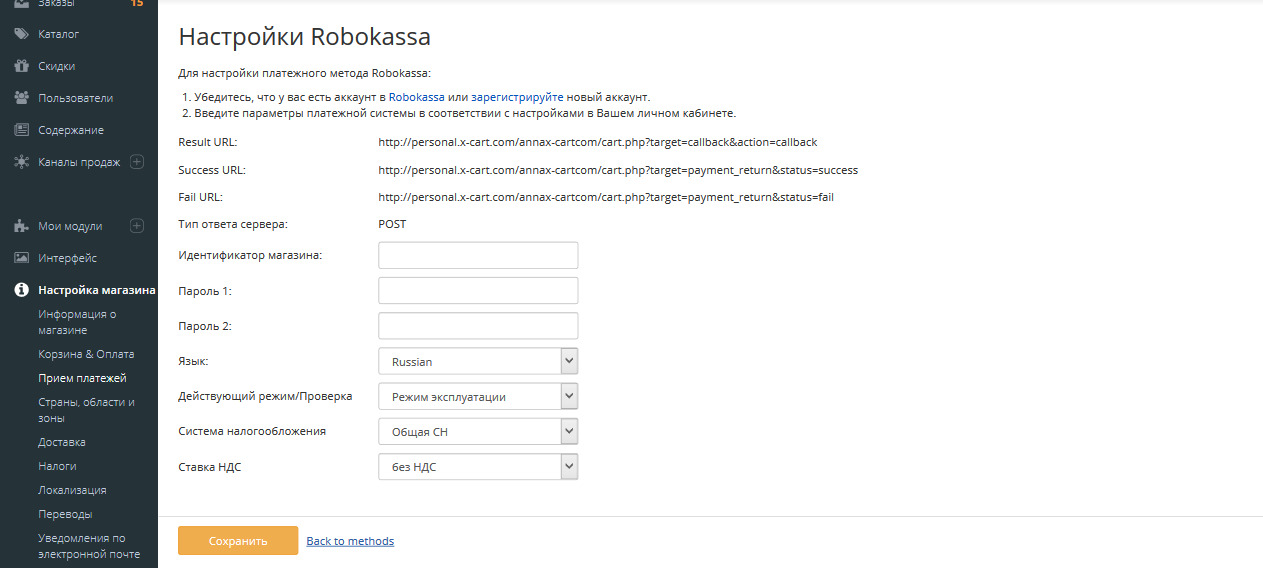 Заказы 15
Каталог
Скидки
Пользователи
Содержание
Каналы продаж
Мои модули
Интерфейс
Настройка магазина
Информация о
магазине
Корзина & Оплата
Прием платежей
Страны, области и
зоны
Доставка
Налоги
Локализация
Переводы
Уведомления по
электронной почте
Настройки Robokassa
Для настройки платежного метода Robokassa:
1. Убедитесь, что у вас есть аккаунт в Robokassa или зарегистрируйте новый аккаунт.
2. Введите параметры платежной системы в соответствии с настройками в Вашем личном кабинете.
Result URL: http://personal.x-cart.com/annax-cartcom/cart.php?target=callback&action=callback
Success URL: http://personal.x-cart.com/annax-cartcom/cart.php?target=payment_return&status=success
Fail URL: http://personal.x-cart.com/annax-cartcom/cart.php?target=payment_return&status=fail
Тип ответа сервера: POST
Идентификатор магазина:
Пароль 1:
Пароль 2:
Язык: Russian
Действующий режим/Проверка Режим эксплуатации
Система налогообложения Общая СН
Ставка НДС без НДС
Сохранить Back to methods